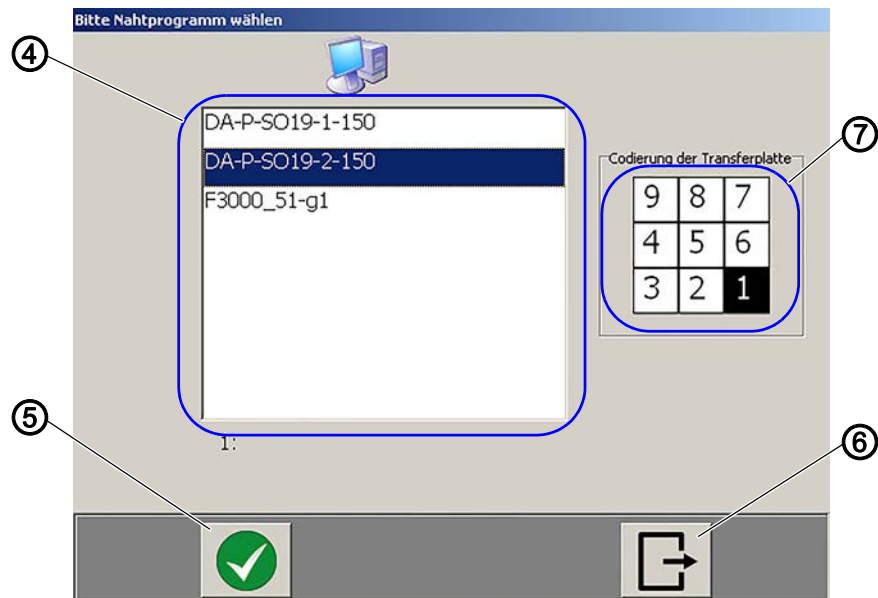 Bitte Nahtprogramm wählen
④
DA-P-SO19-1-150
DA-P-SO19-2-150
F3000_51-g1
⑦
Codierung der Transferplatte
9 8 7
4 5 6
3 2 1
⑤
1:
⑥